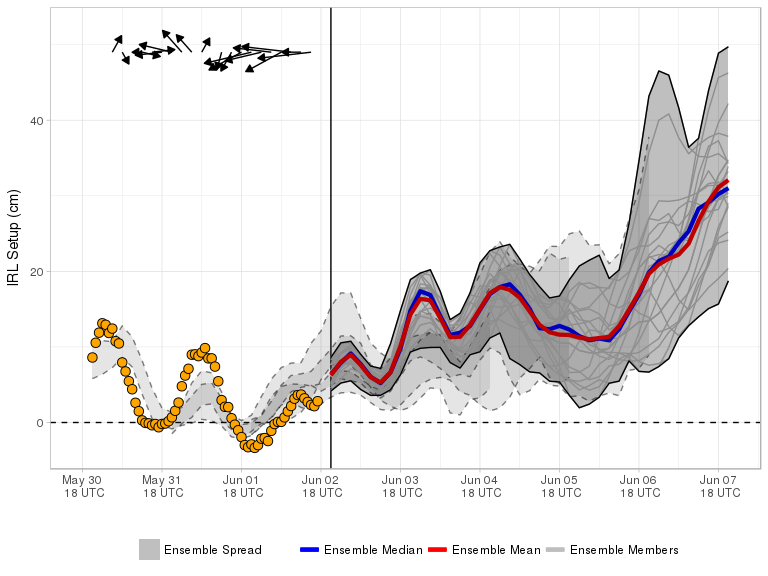 IRL Setup (cm)
40
20
0
May 30 May 31 Jun 01 Jun 02 Jun 03 Jun 04 Jun 05 Jun 06 Jun 07
18 UTC 18 UTC 18 UTC 18 UTC 18 UTC 18 UTC 18 UTC 18 UTC 18 UTC
Ensemble Spread Ensemble Median Ensemble Mean Ensemble Members